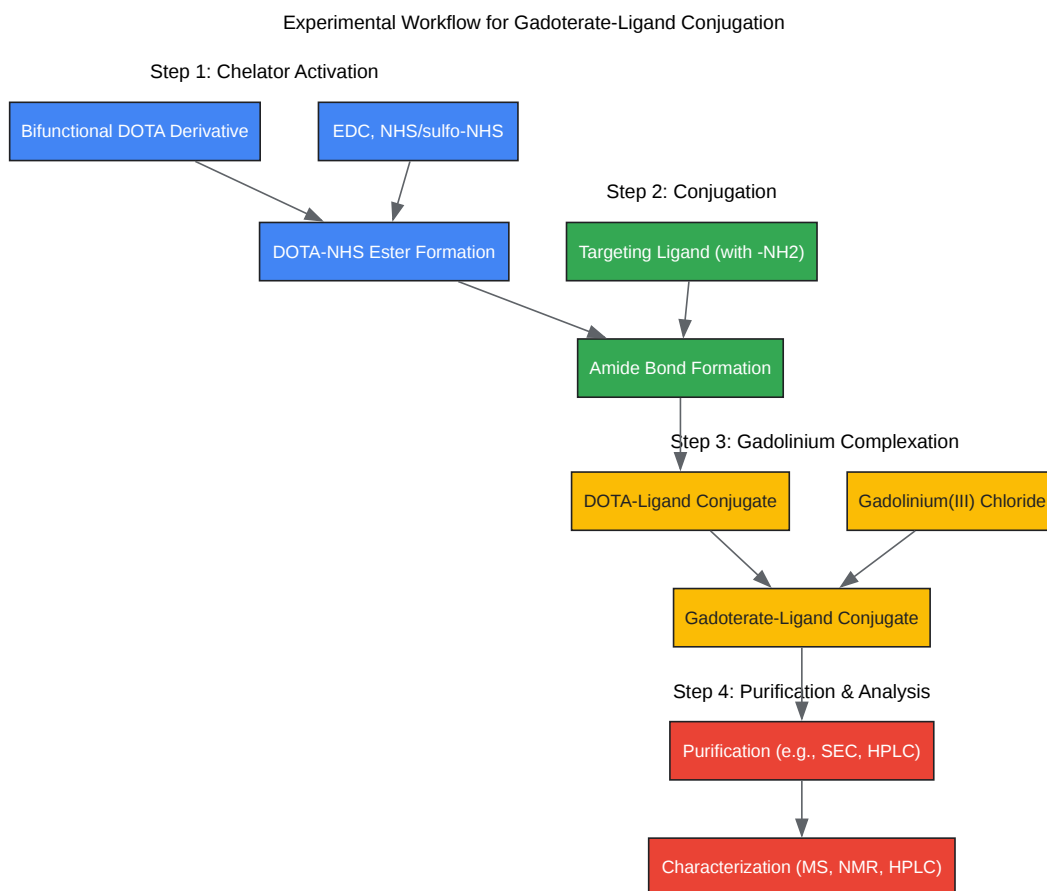 Experimental Workflow for Gadoterate-Ligand Conjugation
Step 1: Chelator Activation
Bifunctional DOTA Derivative
EDC, NHS/sulfo-NHS
DOTA-NHS Ester Formation
Step 2: Conjugation
Targeting Ligand (with -NH2)
Amide Bond Formation
Step 3: Gadolinium Complexation
DOTA-Ligand Conjugate
Gadolinium(III) Chloride
Gadoterate-Ligand Conjugate
Step 4: Purification & Analysis
Purification (e.g., SEC, HPLC)
Characterization (MS, NMR, HPLC)